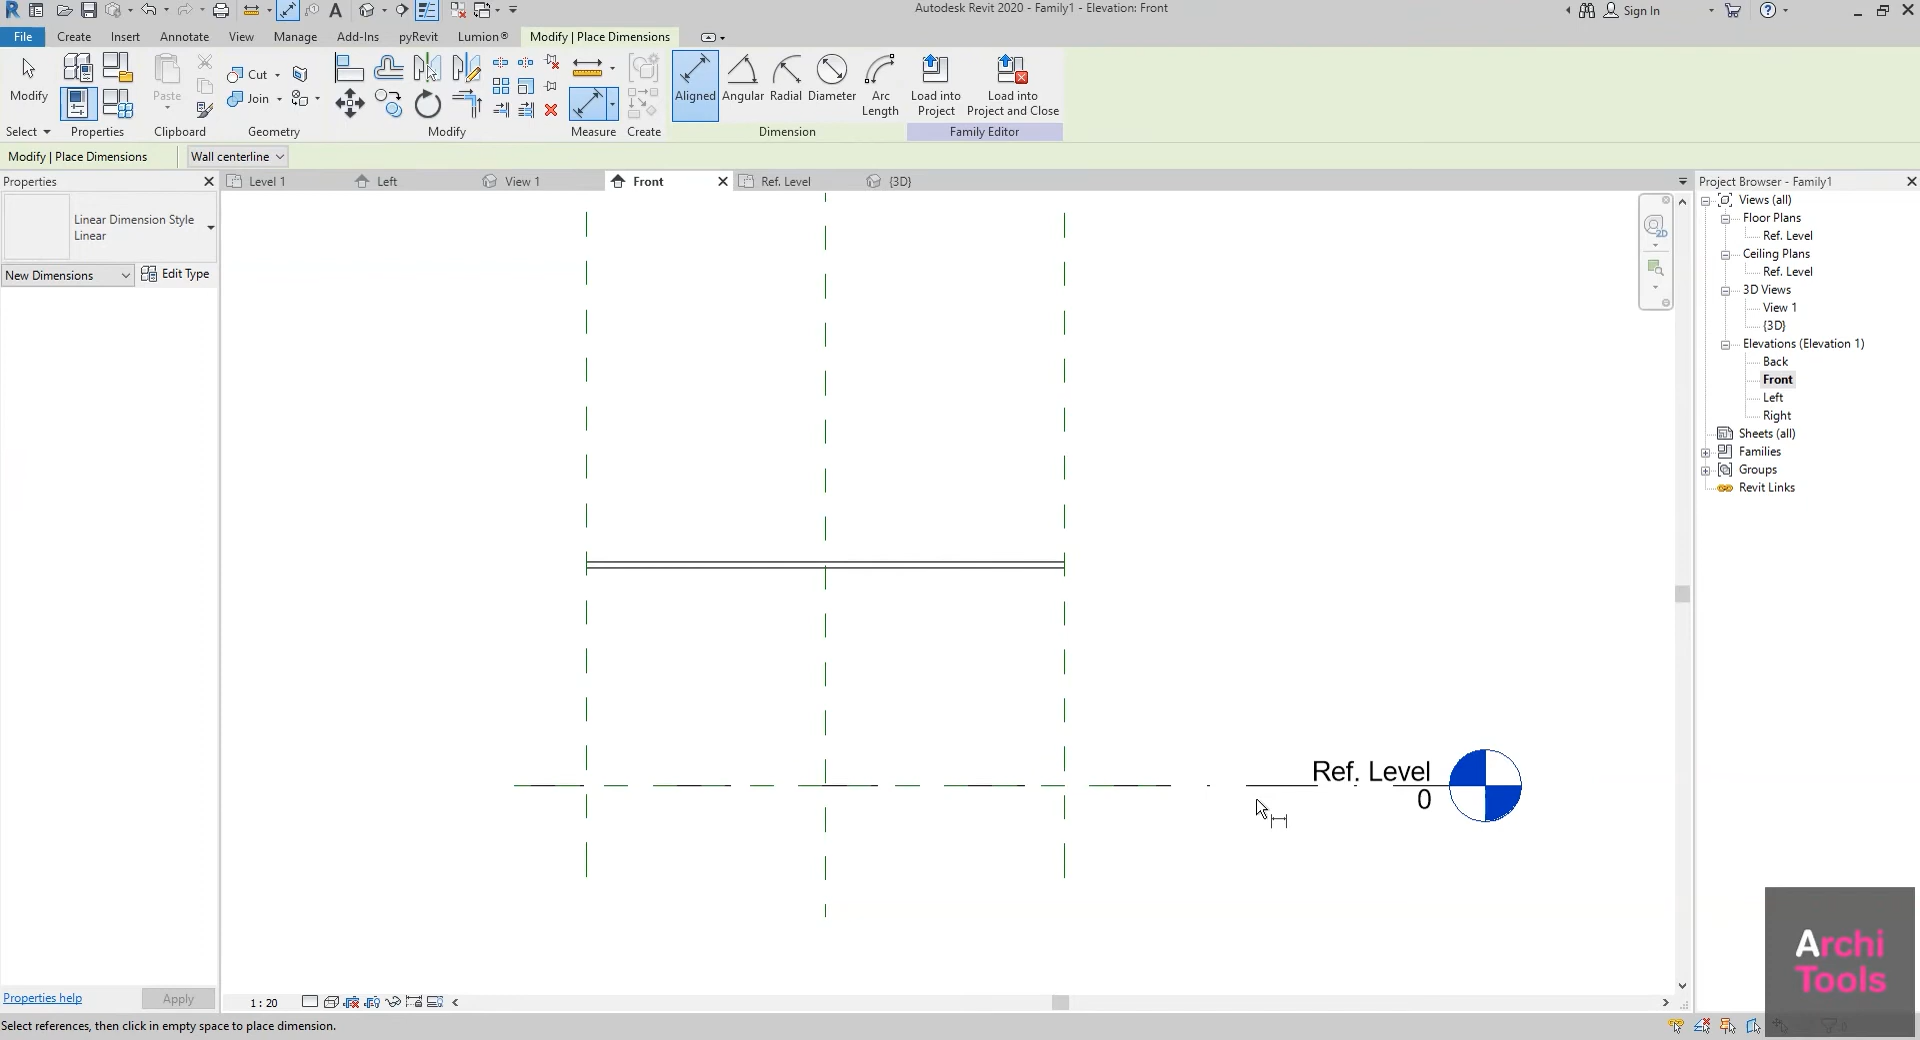 Autodesk Revit 2020 - Family1 - Elevation: Front
Sign In
File Create Insert Annotate View Manage Add-Ins pyRevit Lumion® Modify | Place Dimensions
Modify Paste Cut Join Aligned Angular Radial Diameter Arc Length Load into Project Load into Project and Close
Select Properties Clipboard Geometry Modify Measure Create Dimension Family Editor
Modify | Place Dimensions Wall centerline
Properties
Linear Dimension Style
Linear
New Dimensions Edit Type
Level 1 Left View 1 Front Ref. Level {3D}
Project Browser - Family1
Views (all)
Floor Plans
Ref. Level
Ceiling Plans
Ref. Level
3D Views
View 1
{3D}
Elevations (Elevation 1)
Back
Front
Left
Right
Sheets (all)
Families
Groups
Revit Links
Ref. Level
0
Archi
Tools
Properties help Apply
1 : 20
Select references, then click in empty space to place dimension.